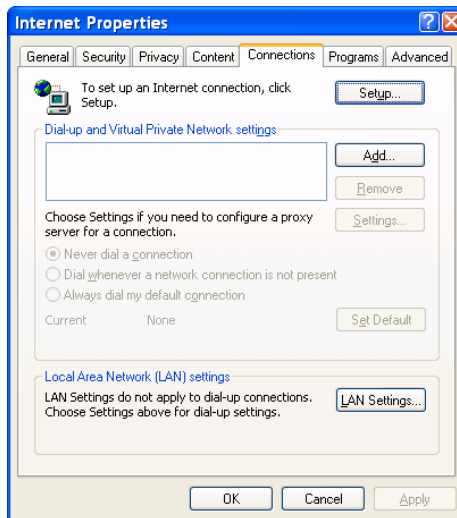 Internet Properties
General Security Privacy Content Connections Programs Advanced
To set up an Internet connection, click
Setup.
Setup...
Dial-up and Virtual Private Network settings
Add...
Remove
Choose Settings if you need to configure a proxy
server for a connection.
Settings...
Never dial a connection
Dial whenever a network connection is not present
Always dial my default connection
Current None
Set Default
Local Area Network (LAN) settings
LAN Settings do not apply to dial-up connections.
Choose Settings above for dial-up settings.
LAN Settings...
OK Cancel Apply